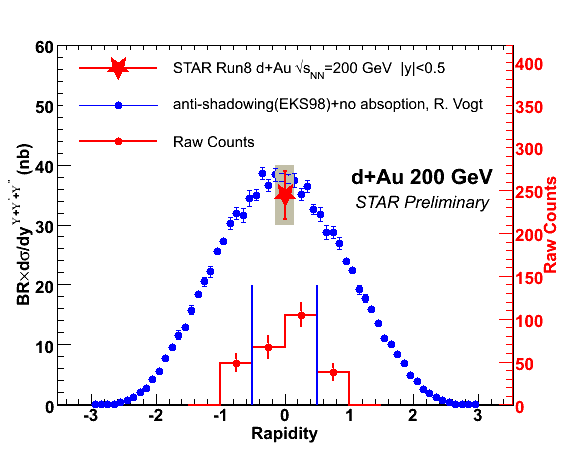 STAR Run8 d+Au √sNN=200 GeV |y|<0.5
anti-shadowing(EKS98)+no absoption, R. Vogt
Raw Counts
d+Au 200 GeV
STAR Preliminary
BR×dσ/dyΥ+Υ'+Υ'' (nb)
60
50
40
30
20
10
0
400
350
300
250
200
150
100
50
0
Raw Counts
-3 -2 -1 0 1 2 3
Rapidity